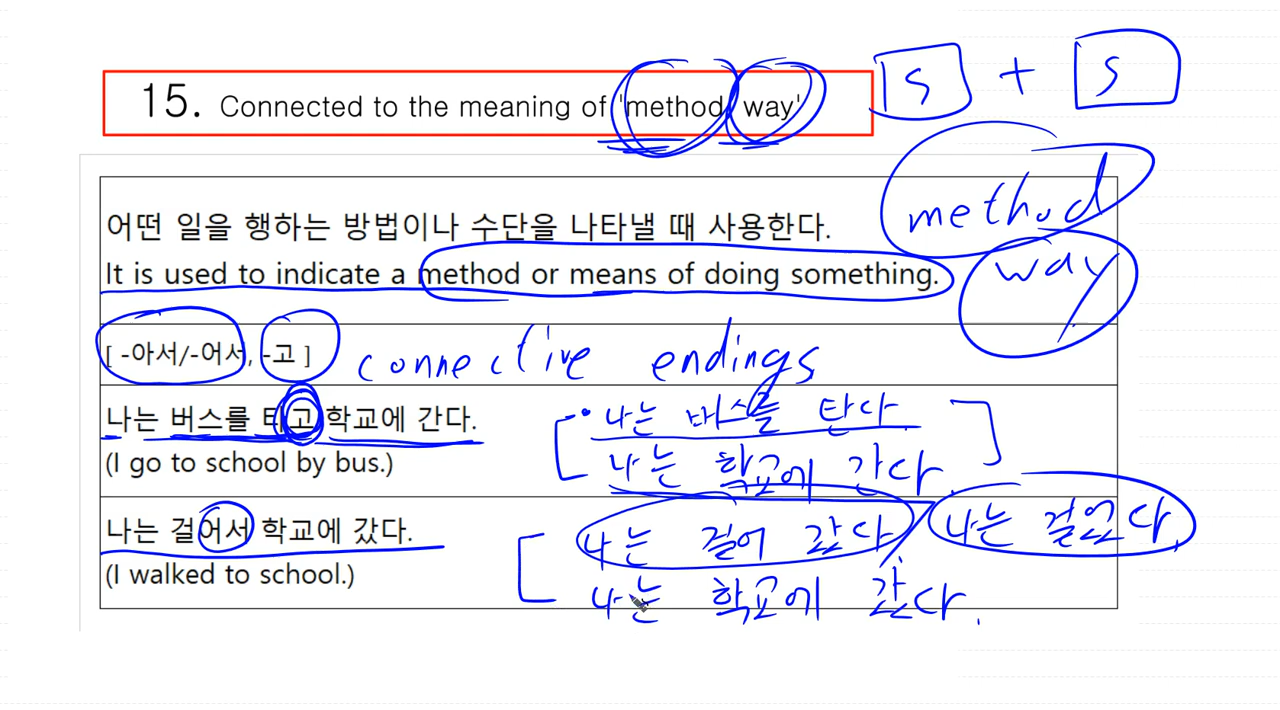 15. Connected to the meaning of 'method, way'
S + S
method
way
어떤 일을 행하는 방법이나 수단을 나타낼 때 사용한다.
It is used to indicate a method or means of doing something.
[ -아서/-어서, -고 ]
connective endings
나는 버스를 타고 학교에 간다.
(I go to school by bus.)
나는 버스를 탄다.
나는 학교에 간다.
나는 걸어서 학교에 갔다.
(I walked to school.)
나는 걸어 갔다 / 나는 걸었다.
나는 학교에 간다.